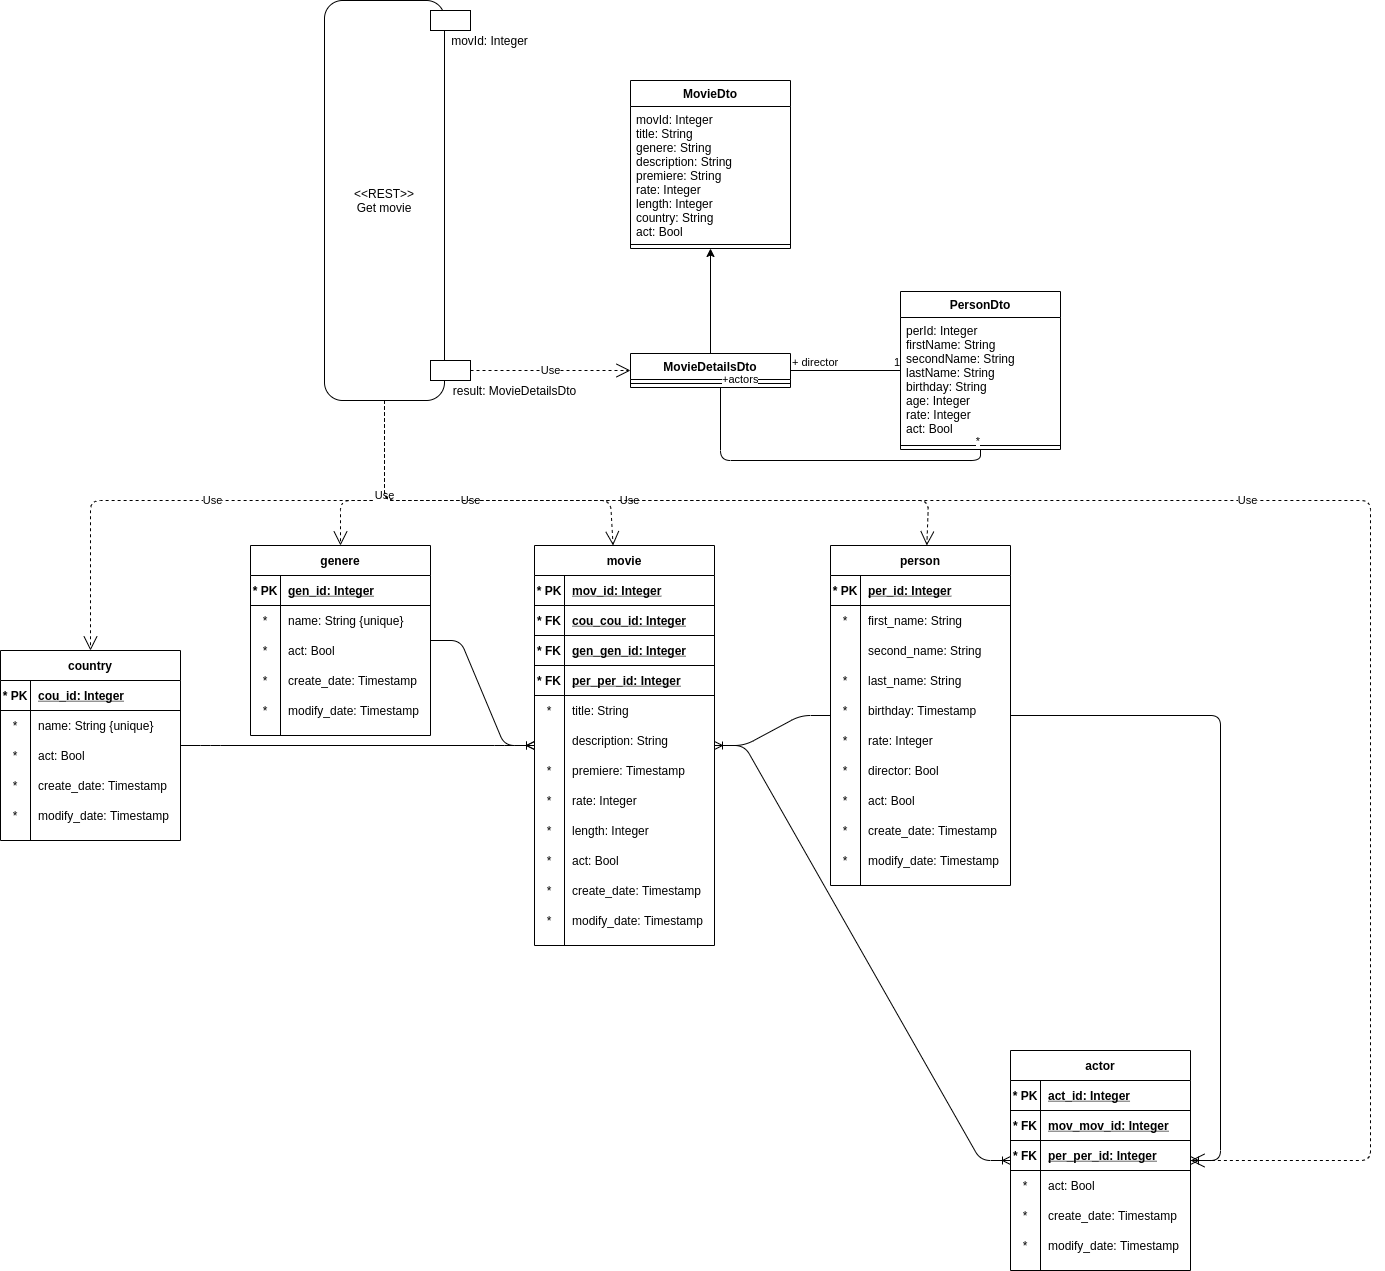 movId: Integer
<<REST>>
Get movie
result: MovieDetailsDto
Use
MovieDto
movId: Integer
title: String
genere: String
description: String
premiere: String
rate: Integer
length: Integer
country: String
act: Bool
MovieDetailsDto
+actors
+ director
1
PersonDto
perId: Integer
firstName: String
secondName: String
lastName: String
birthday: String
age: Integer
rate: Integer
act: Bool
*
Use
Use
Use
Use
Use
country
* PK cou_id: Integer
* name: String {unique}
* act: Bool
* create_date: Timestamp
* modify_date: Timestamp
genere
* PK gen_id: Integer
* name: String {unique}
* act: Bool
* create_date: Timestamp
* modify_date: Timestamp
movie
* PK mov_id: Integer
* FK cou_cou_id: Integer
* FK gen_gen_id: Integer
* FK per_per_id: Integer
* title: String
description: String
* premiere: Timestamp
* rate: Integer
* length: Integer
* act: Bool
* create_date: Timestamp
* modify_date: Timestamp
person
* PK per_id: Integer
* first_name: String
second_name: String
* last_name: String
* birthday: Timestamp
* rate: Integer
* director: Bool
* act: Bool
* create_date: Timestamp
* modify_date: Timestamp
actor
* PK act_id: Integer
* FK mov_mov_id: Integer
* FK per_per_id: Integer
* act: Bool
* create_date: Timestamp
* modify_date: Timestamp